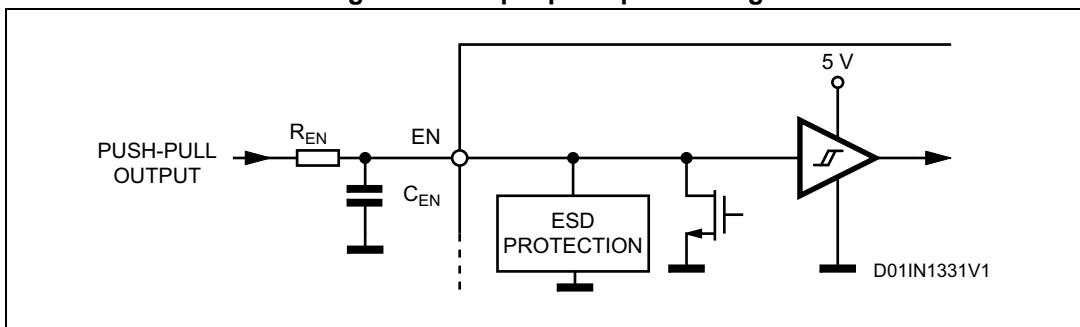 5 V
R_EN
EN
PUSH-PULL
OUTPUT
C_EN
ESD
PROTECTION
D01IN1331V1